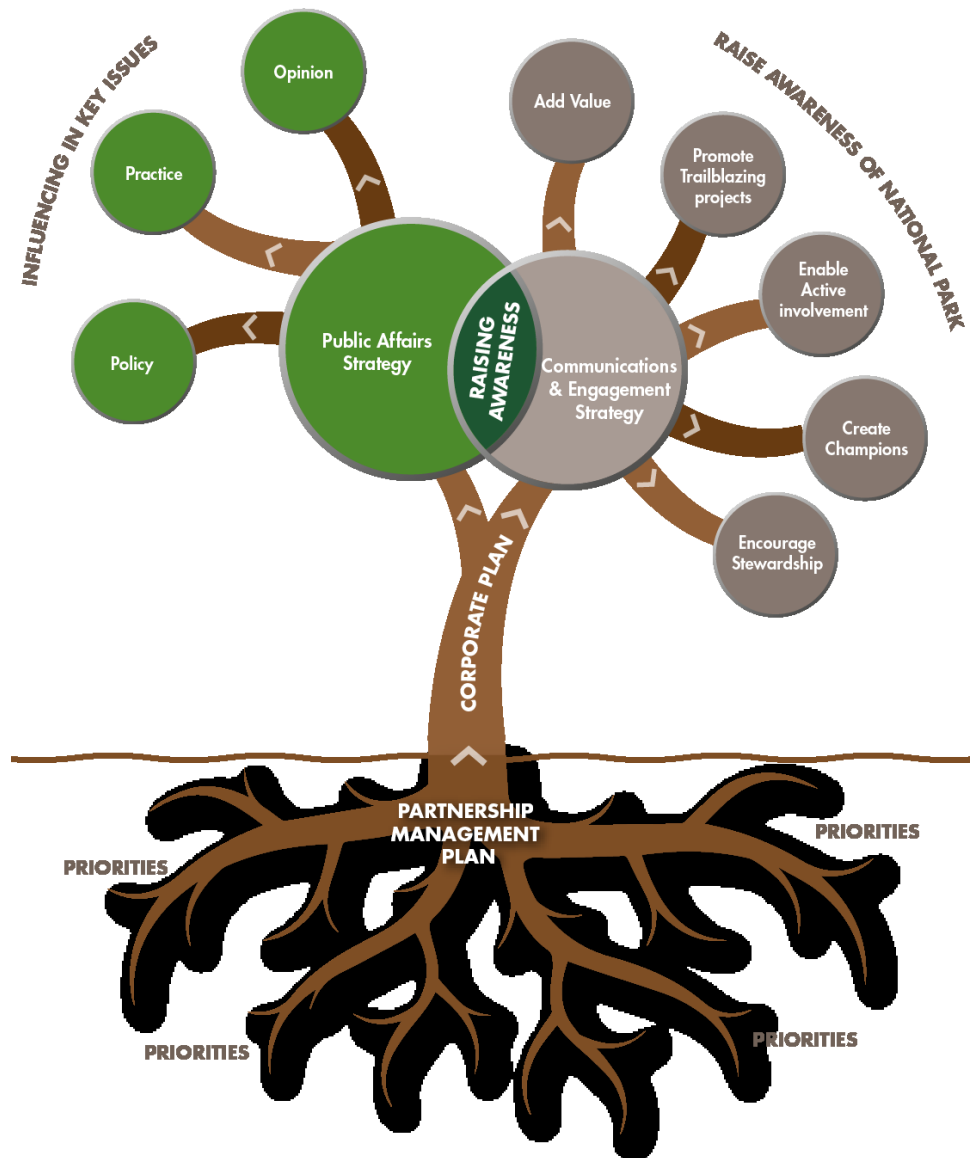 INFLUENCING IN KEY ISSUES
RAISE AWARENESS OF NATIONAL PARK
Opinion
Practice
Policy
Add Value
Promote
Trailblazing
projects
Enable
Active
involvement
Create
Champions
Encourage
Stewardship
Public Affairs
Strategy
RAISING
AWARENESS
Communications
& Engagement
Strategy
CORPORATE PLAN
PARTNERSHIP
MANAGEMENT
PLAN
PRIORITIES
PRIORITIES
PRIORITIES
PRIORITIES